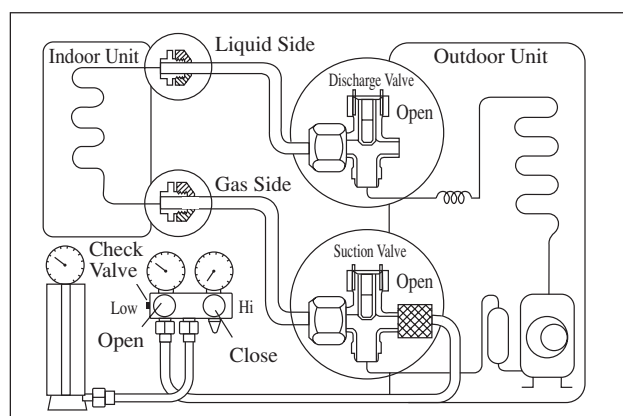 Liquid Side
Indoor Unit
Outdoor Unit
Discharge Valve
Open
Gas Side
Suction Valve
Open
Check
Valve
Low
Hi
Open
Close